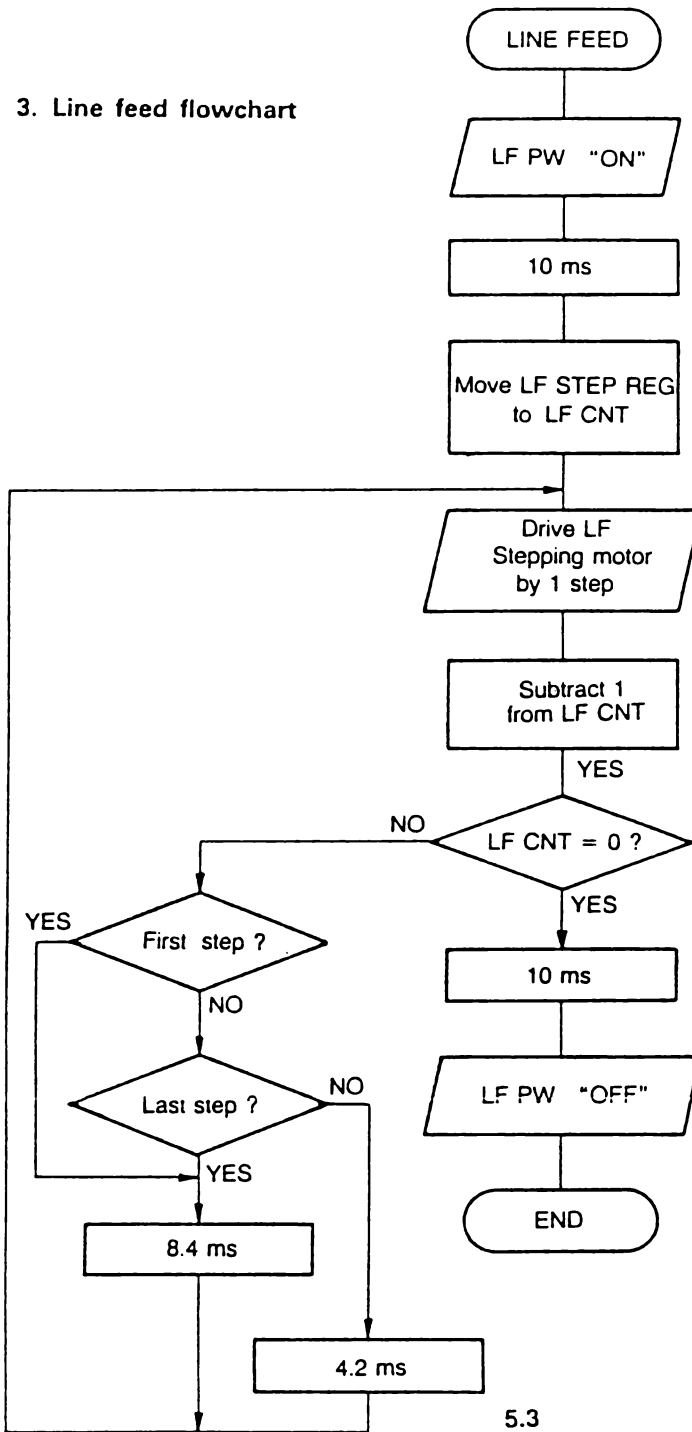 LINE FEED
3. Line feed flowchart
LF PW "ON"
10 ms
Move LF STEP REG
to LF CNT
Drive LF
Stepping motor
by 1 step
Subtract 1
from LF CNT
YES
NO
LF CNT = 0 ?
YES
YES
First step ?
10 ms
NO
NO
Last step ?
LF PW "OFF"
YES
8.4 ms
END
4.2 ms
5.3